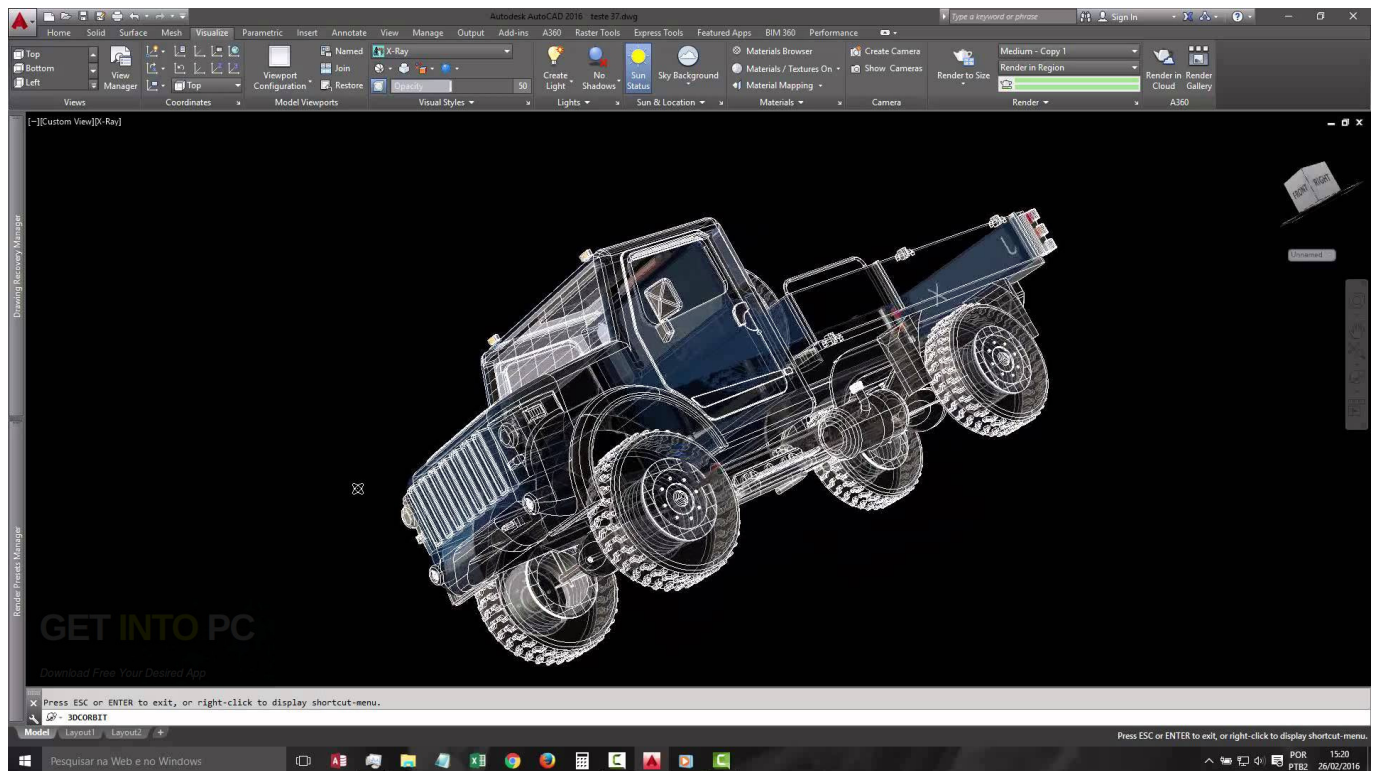 Autodesk AutoCAD 2016 teste 37.dwg
Type a keyword or phrase
Sign In
Home Solid Surface Mesh Visualize Parametric Insert Annotate View Manage Output Add-ins A360 Raster Tools Express Tools Featured Apps BIM 360 Performance
Top
Bottom
Left
View Manager
Top
Viewport Configuration
Named
Join
Restore
X-Ray
Opacity 50
Create Light
No Shadows
Sun Status
Sky Background
Materials Browser
Materials / Textures On
Material Mapping
Create Camera
Show Cameras
Render to Size
Medium - Copy 1
Render in Region
Render in Cloud
Render Gallery
Views Coordinates Model Viewports Visual Styles Lights Sun & Location Materials Camera Render A360
[−][Custom View][X-Ray]
FRONT RIGHT
Unnamed
Drawing Recovery Manager
Render Presets Manager
GET INTO PC
Download Free Your Desired App
Press ESC or ENTER to exit, or right-click to display shortcut-menu.
3DCORBIT
Model Layout1 Layout2 +
Press ESC or ENTER to exit, or right-click to display shortcut-menu.
Pesquisar na Web e no Windows
POR
PTB2
15:20
26/02/2016